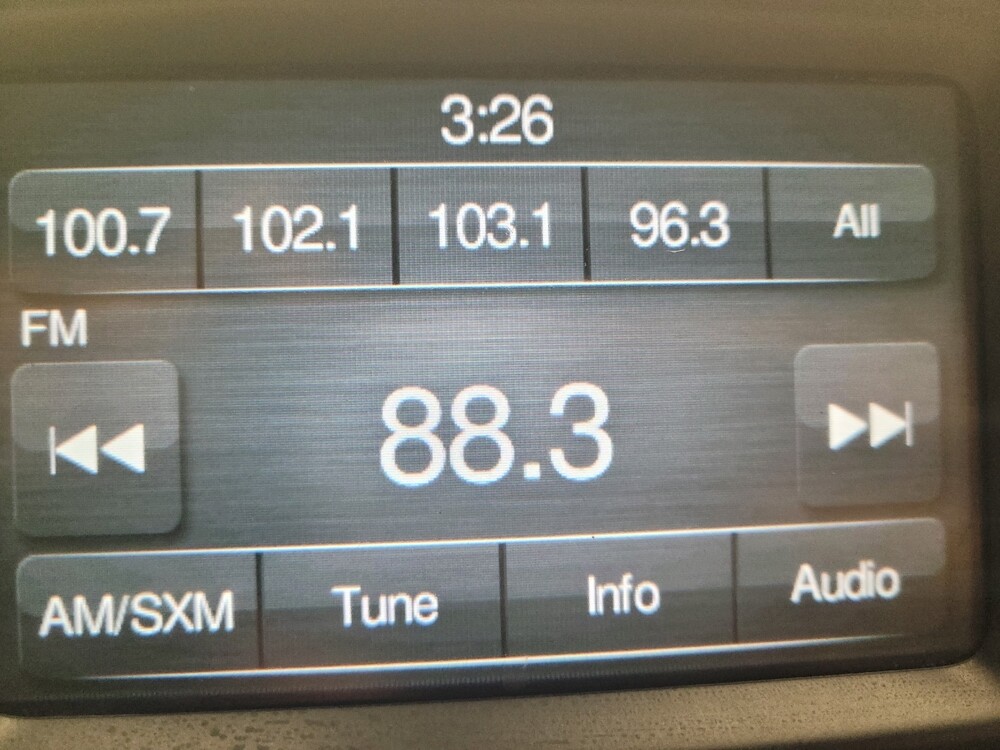 3:26
100.7 102.1 103.1 96.3 All
FM
88.3
AM/SXM Tune Info Audio